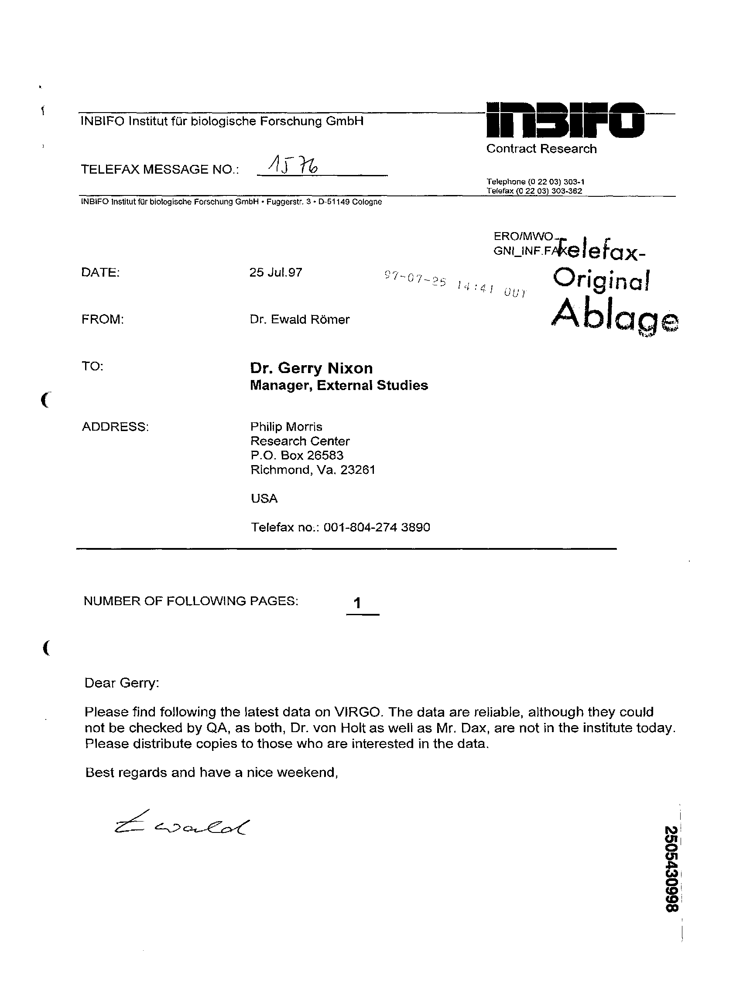 INBIFO Institut für biologische Forschung GmbH
INBIFO
Contract Research
TELEFAX MESSAGE NO.: 1576
Telephone (0 22 03) 303-1
Telefax (0 22 03) 303-362
INBIFO Institut für biologische Forschung GmbH • Fuggerstr. 3 • D-51149 Cologne
ERO/MWO
GNI_INF.FAX
Telefax-
Original
Ablage
DATE: 25 Jul.97
97-07-25 14:41 OUT
FROM: Dr. Ewald Römer
TO: Dr. Gerry Nixon
Manager, External Studies
ADDRESS: Philip Morris
Research Center
P.O. Box 26583
Richmond, Va. 23261
USA
Telefax no.: 001-804-274 3890
NUMBER OF FOLLOWING PAGES: 1
Dear Gerry:
Please find following the latest data on VIRGO. The data are reliable, although they could
not be checked by QA, as both, Dr. von Holt as well as Mr. Dax, are not in the institute today.
Please distribute copies to those who are interested in the data.
Best regards and have a nice weekend,
Ewald
2505430998